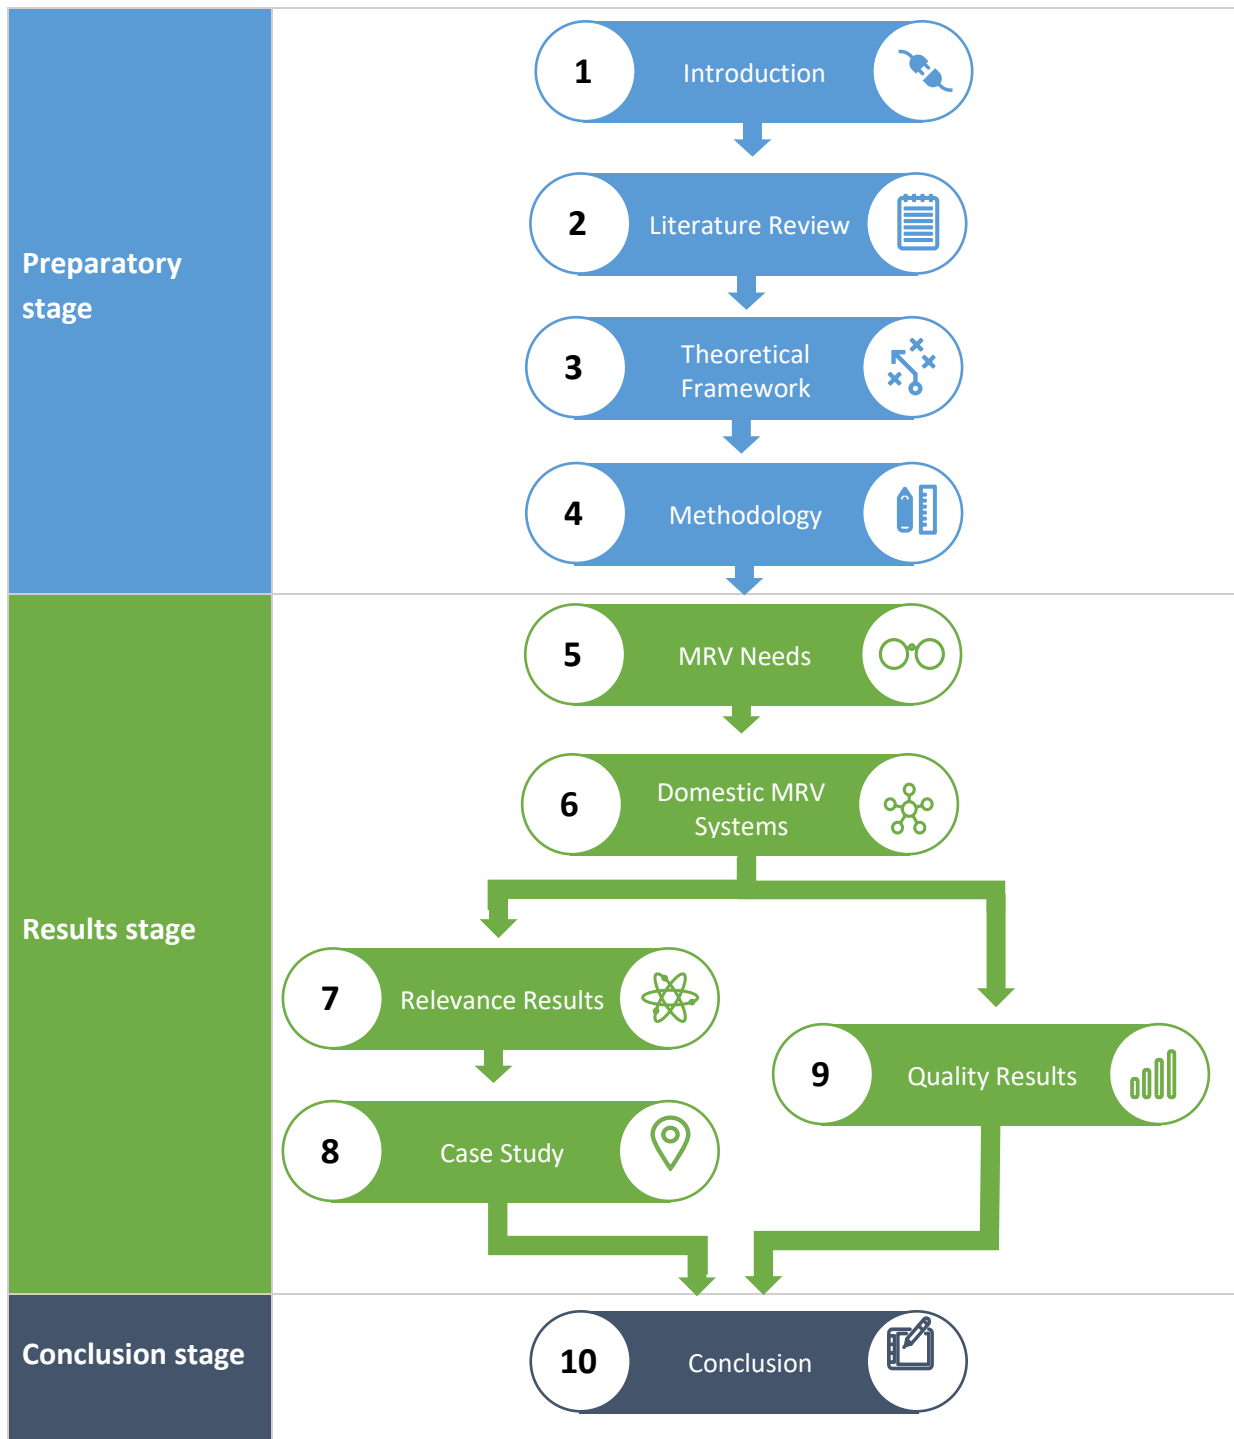 Preparatory
stage
1
Introduction
2
Literature Review
3
Theoretical
Framework
4
Methodology
Results stage
5
MRV Needs
6
Domestic MRV
Systems
7
Relevance Results
8
Case Study
9
Quality Results
Conclusion stage
10
Conclusion